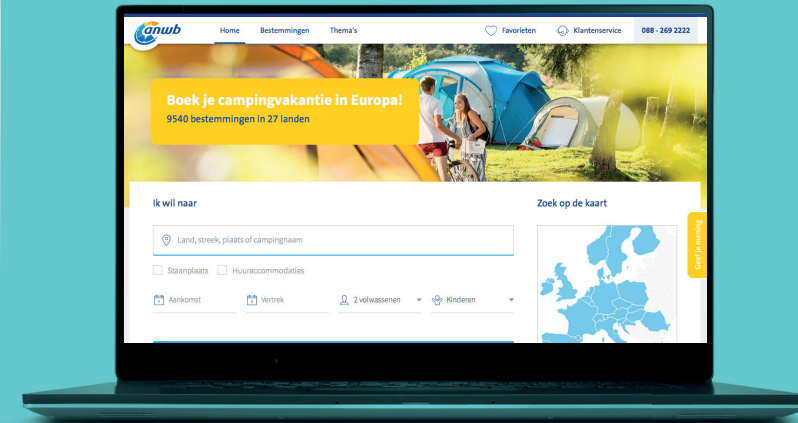 anwb
Home Bestemmingen Thema's Favorieten Klantenservice 088 - 269 2222
Boek je campingvakantie in Europa!
9540 bestemmingen in 27 landen
Ik wil naar
Zoek op de kaart
Land, streek, plaats of campingnaam
Geef je mening
Staanplaats Huuraccommodaties
Aankomst Vertrek 2 volwassenen Kinderen